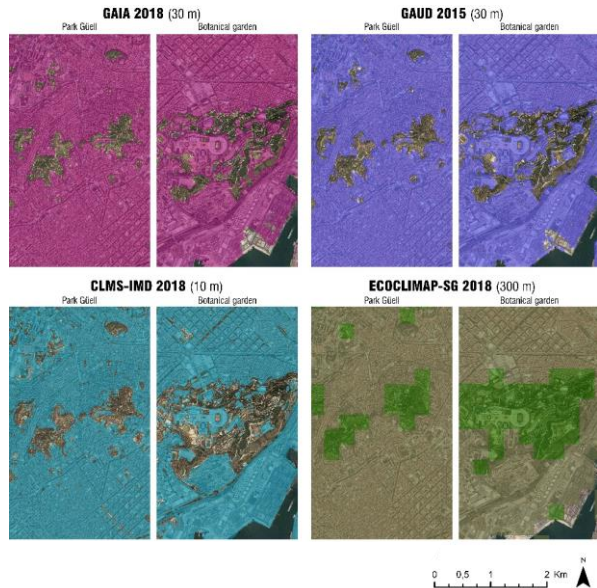 GAIA 2018 (30 m)
Park Güell Botanical garden
GAUD 2015 (30 m)
Park Güell Botanical garden
CLMS-IMD 2018 (10 m)
Park Güell Botanical garden
ECOCLIMAP-SG 2018 (300 m)
Park Güell Botanical garden
0 0,5 1 2 Km
N